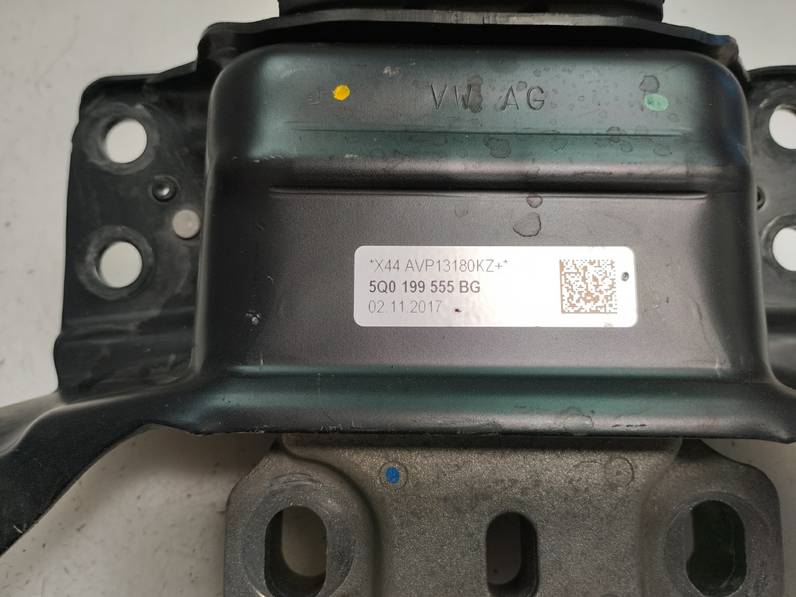 VW AG
*X44 AVP13180KZ+*
5Q0 199 555 BG
02.11.2017